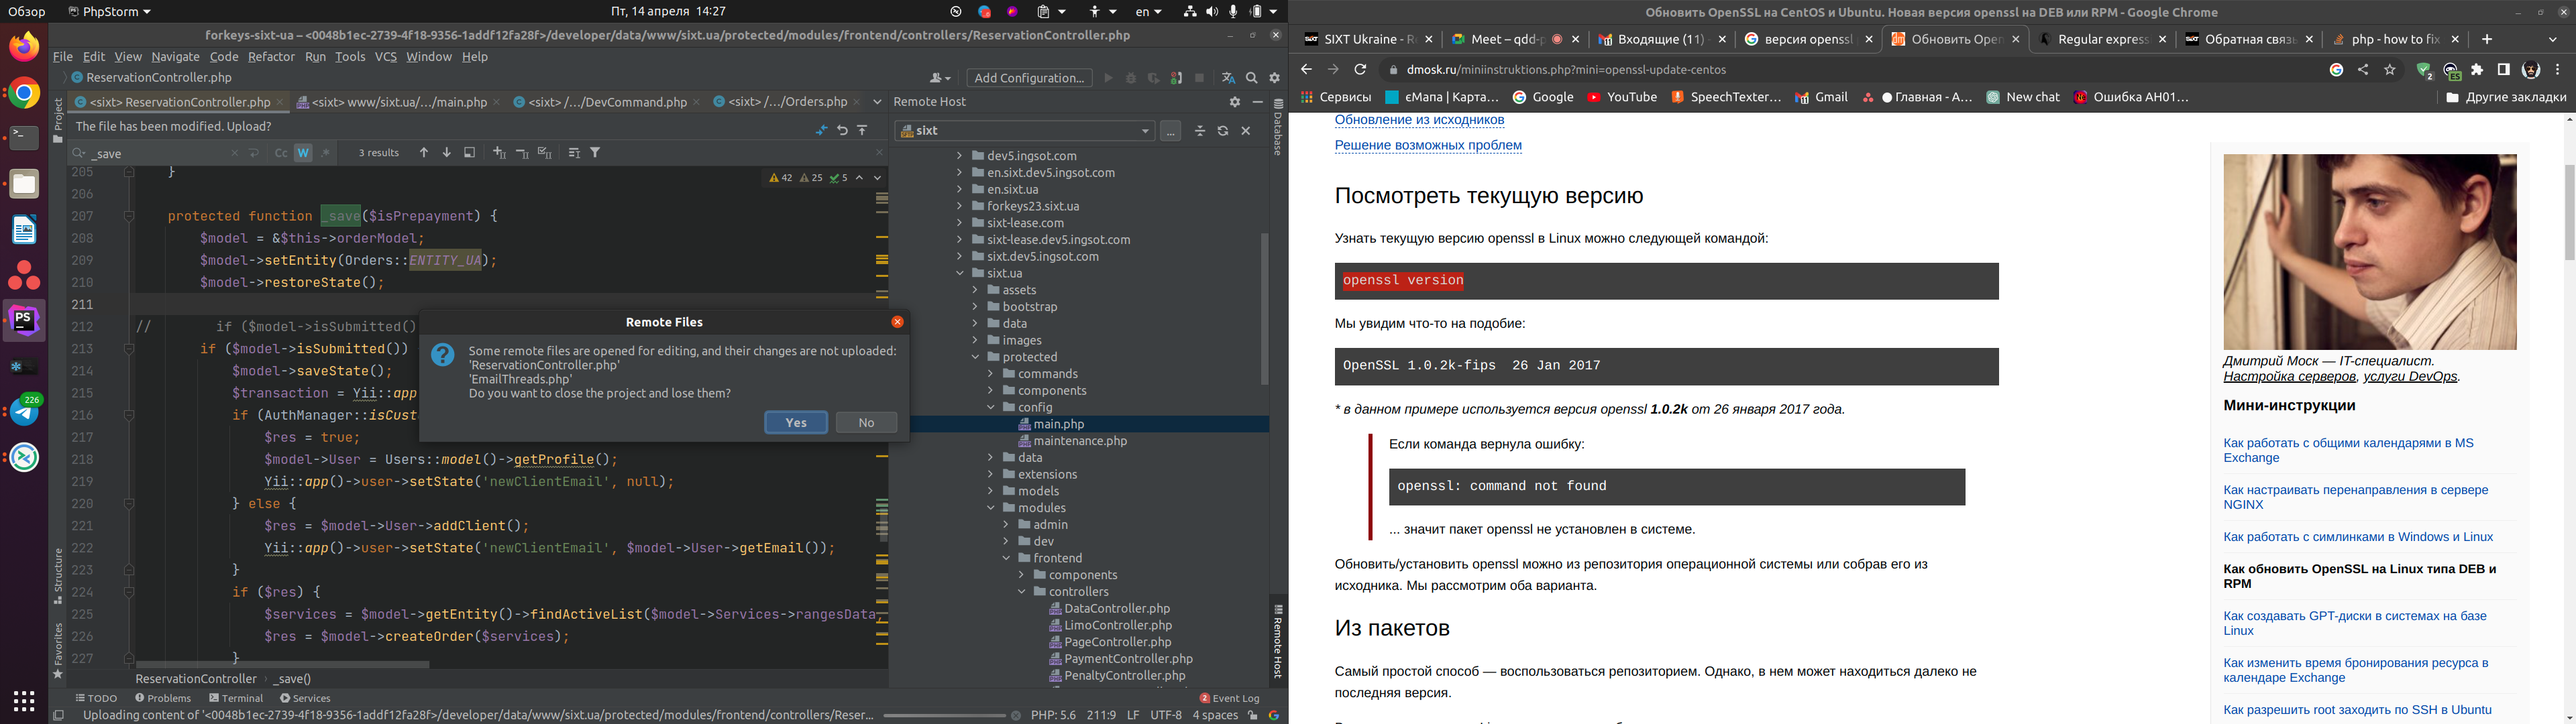 Обзор
PhpStorm
Пт, 14 апреля 14:27
en
forkeys-sixt-ua – <0048b1ec-2739-4f18-9356-1addf12fa28f>/developer/data/www/sixt.ua/protected/modules/frontend/controllers/ReservationController.php
File Edit View Navigate Code Refactor Run Tools VCS Window Help
ReservationController.php
Add Configuration...
<sixt> ReservationController.php
<sixt> www/sixt.ua/.../main.php
<sixt> /.../DevCommand.php
<sixt> /.../Orders.php
The file has been modified. Upload?
_save
Cc W .*
3 results
42 25 5
205 }
206
207 protected function _save($isPrepayment) {
208 $model = &$this->orderModel;
209 $model->setEntity(Orders::ENTITY_UA);
210 $model->restoreState();
211
212 // if ($model->isSubmitted()
213 if ($model->isSubmitted())
214 $model->saveState();
215 $transaction = Yii::app
216 if (AuthManager::isCust
217 $res = true;
218 $model->User = Users::model()->getProfile();
219 Yii::app()->user->setState('newClientEmail', null);
220 } else {
221 $res = $model->User->addClient();
222 Yii::app()->user->setState('newClientEmail', $model->User->getEmail());
223 }
224 if ($res) {
225 $services = $model->getEntity()->findActiveList($model->Services->rangesData,
226 $res = $model->createOrder($services);
227 }
ReservationController
_save()
Project
Structure
Favorites
Remote Files
Some remote files are opened for editing, and their changes are not uploaded:
'ReservationController.php'
'EmailThreads.php'
Do you want to close the project and lose them?
Yes
No
Remote Host
sixt
...
dev5.ingsot.com
en.sixt.dev5.ingsot.com
en.sixt.ua
forkeys23.sixt.ua
sixt-lease.com
sixt-lease.dev5.ingsot.com
sixt.dev5.ingsot.com
sixt.ua
assets
bootstrap
data
images
protected
commands
components
config
main.php
maintenance.php
data
extensions
models
modules
admin
dev
frontend
components
controllers
DataController.php
LimoController.php
PageController.php
PaymentController.php
PenaltyController.php
Database
Remote Host
TODO Problems Terminal Services
2 Event Log
Uploading content of '<0048b1ec-2739-4f18-9356-1addf12fa28f>/developer/data/www/sixt.ua/protected/modules/frontend/controllers/Reser...
PHP: 5.6 211:9 LF UTF-8 4 spaces
226
PS
Обновить OpenSSL на CentOS и Ubuntu. Новая версия openssl на DEB или RPM - Google Chrome
SIXT Ukraine - R
Meet – qdd-p
Входящие (11)
версия openssl
Обновить Open
Regular express
Обратная связь
php - how to fix
dmosk.ru/miniinstruktions.php?mini=openssl-update-centos
2
ES
Сервисы
єМапа | Карта...
Google
YouTube
SpeechTexter...
Gmail
Главная - A...
New chat
Ошибка AH01...
Другие закладки
Обновление из исходников
Решение возможных проблем
Посмотреть текущую версию
Узнать текущую версию openssl в Linux можно следующей командой:
openssl version
Мы увидим что-то на подобие:
OpenSSL 1.0.2k-fips 26 Jan 2017
* в данном примере используется версия openssl 1.0.2k от 26 января 2017 года.
Если команда вернула ошибку:
openssl: command not found
... значит пакет openssl не установлен в системе.
Обновить/установить openssl можно из репозитория операционной системы или собрав его из
исходника. Мы рассмотрим оба варианта.
Из пакетов
Самый простой способ — воспользоваться репозиторием. Однако, в нем может находиться далеко не
последняя версия.
Дмитрий Моск — IT-специалист.
Настройка серверов, услуги DevOps.
Мини-инструкции
Как работать с общими календарями в MS
Exchange
Как настраивать перенаправления в сервере
NGINX
Как работать с симлинками в Windows и Linux
Как обновить OpenSSL на Linux типа DEB и
RPM
Как создавать GPT-диски в системах на базе
Linux
Как изменить время бронирования ресурса в
календаре Exchange
Как разрешить root заходить по SSH в Ubuntu